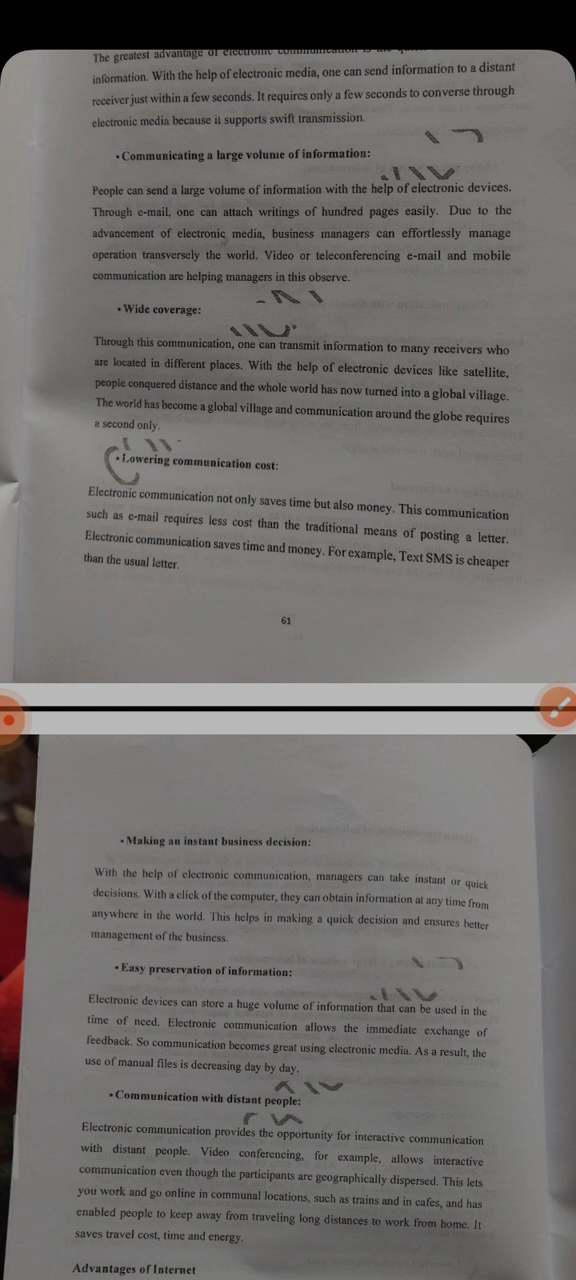 The greatest advantage of electronic communication is the
information. With the help of electronic media, one can send information to a distant
receiver just within a few seconds. It requires only a few seconds to converse through
electronic media because it supports swift transmission.
• Communicating a large volume of information:
People can send a large volume of information with the help of electronic devices.
Through e-mail, one can attach writings of hundred pages easily. Due to the
advancement of electronic media, business managers can effortlessly manage
operation transversely the world. Video or teleconferencing e-mail and mobile
communication are helping managers in this observe.
• Wide coverage:
Through this communication, one can transmit information to many receivers who
are located in different places. With the help of electronic devices like satellite,
people conquered distance and the whole world has now turned into a global village.
The world has become a global village and communication around the globe requires
a second only.
• Lowering communication cost:
Electronic communication not only saves time but also money. This communication
such as e-mail requires less cost than the traditional means of posting a letter.
Electronic communication saves time and money. For example, Text SMS is cheaper
than the usual letter.
61
• Making an instant business decision:
With the help of electronic communication, managers can take instant or quick
decisions. With a click of the computer, they can obtain information at any time from
anywhere in the world. This helps in making a quick decision and ensures better
management of the business.
• Easy preservation of information:
Electronic devices can store a huge volume of information that can be used in the
time of need. Electronic communication allows the immediate exchange of
feedback. So communication becomes great using electronic media. As a result, the
use of manual files is decreasing day by day.
• Communication with distant people:
Electronic communication provides the opportunity for interactive communication
with distant people. Video conferencing, for example, allows interactive
communication even though the participants are geographically dispersed. This lets
you work and go online in communal locations, such as trains and in cafes, and has
enabled people to keep away from traveling long distances to work from home. It
saves travel cost, time and energy.
Advantages of Internet